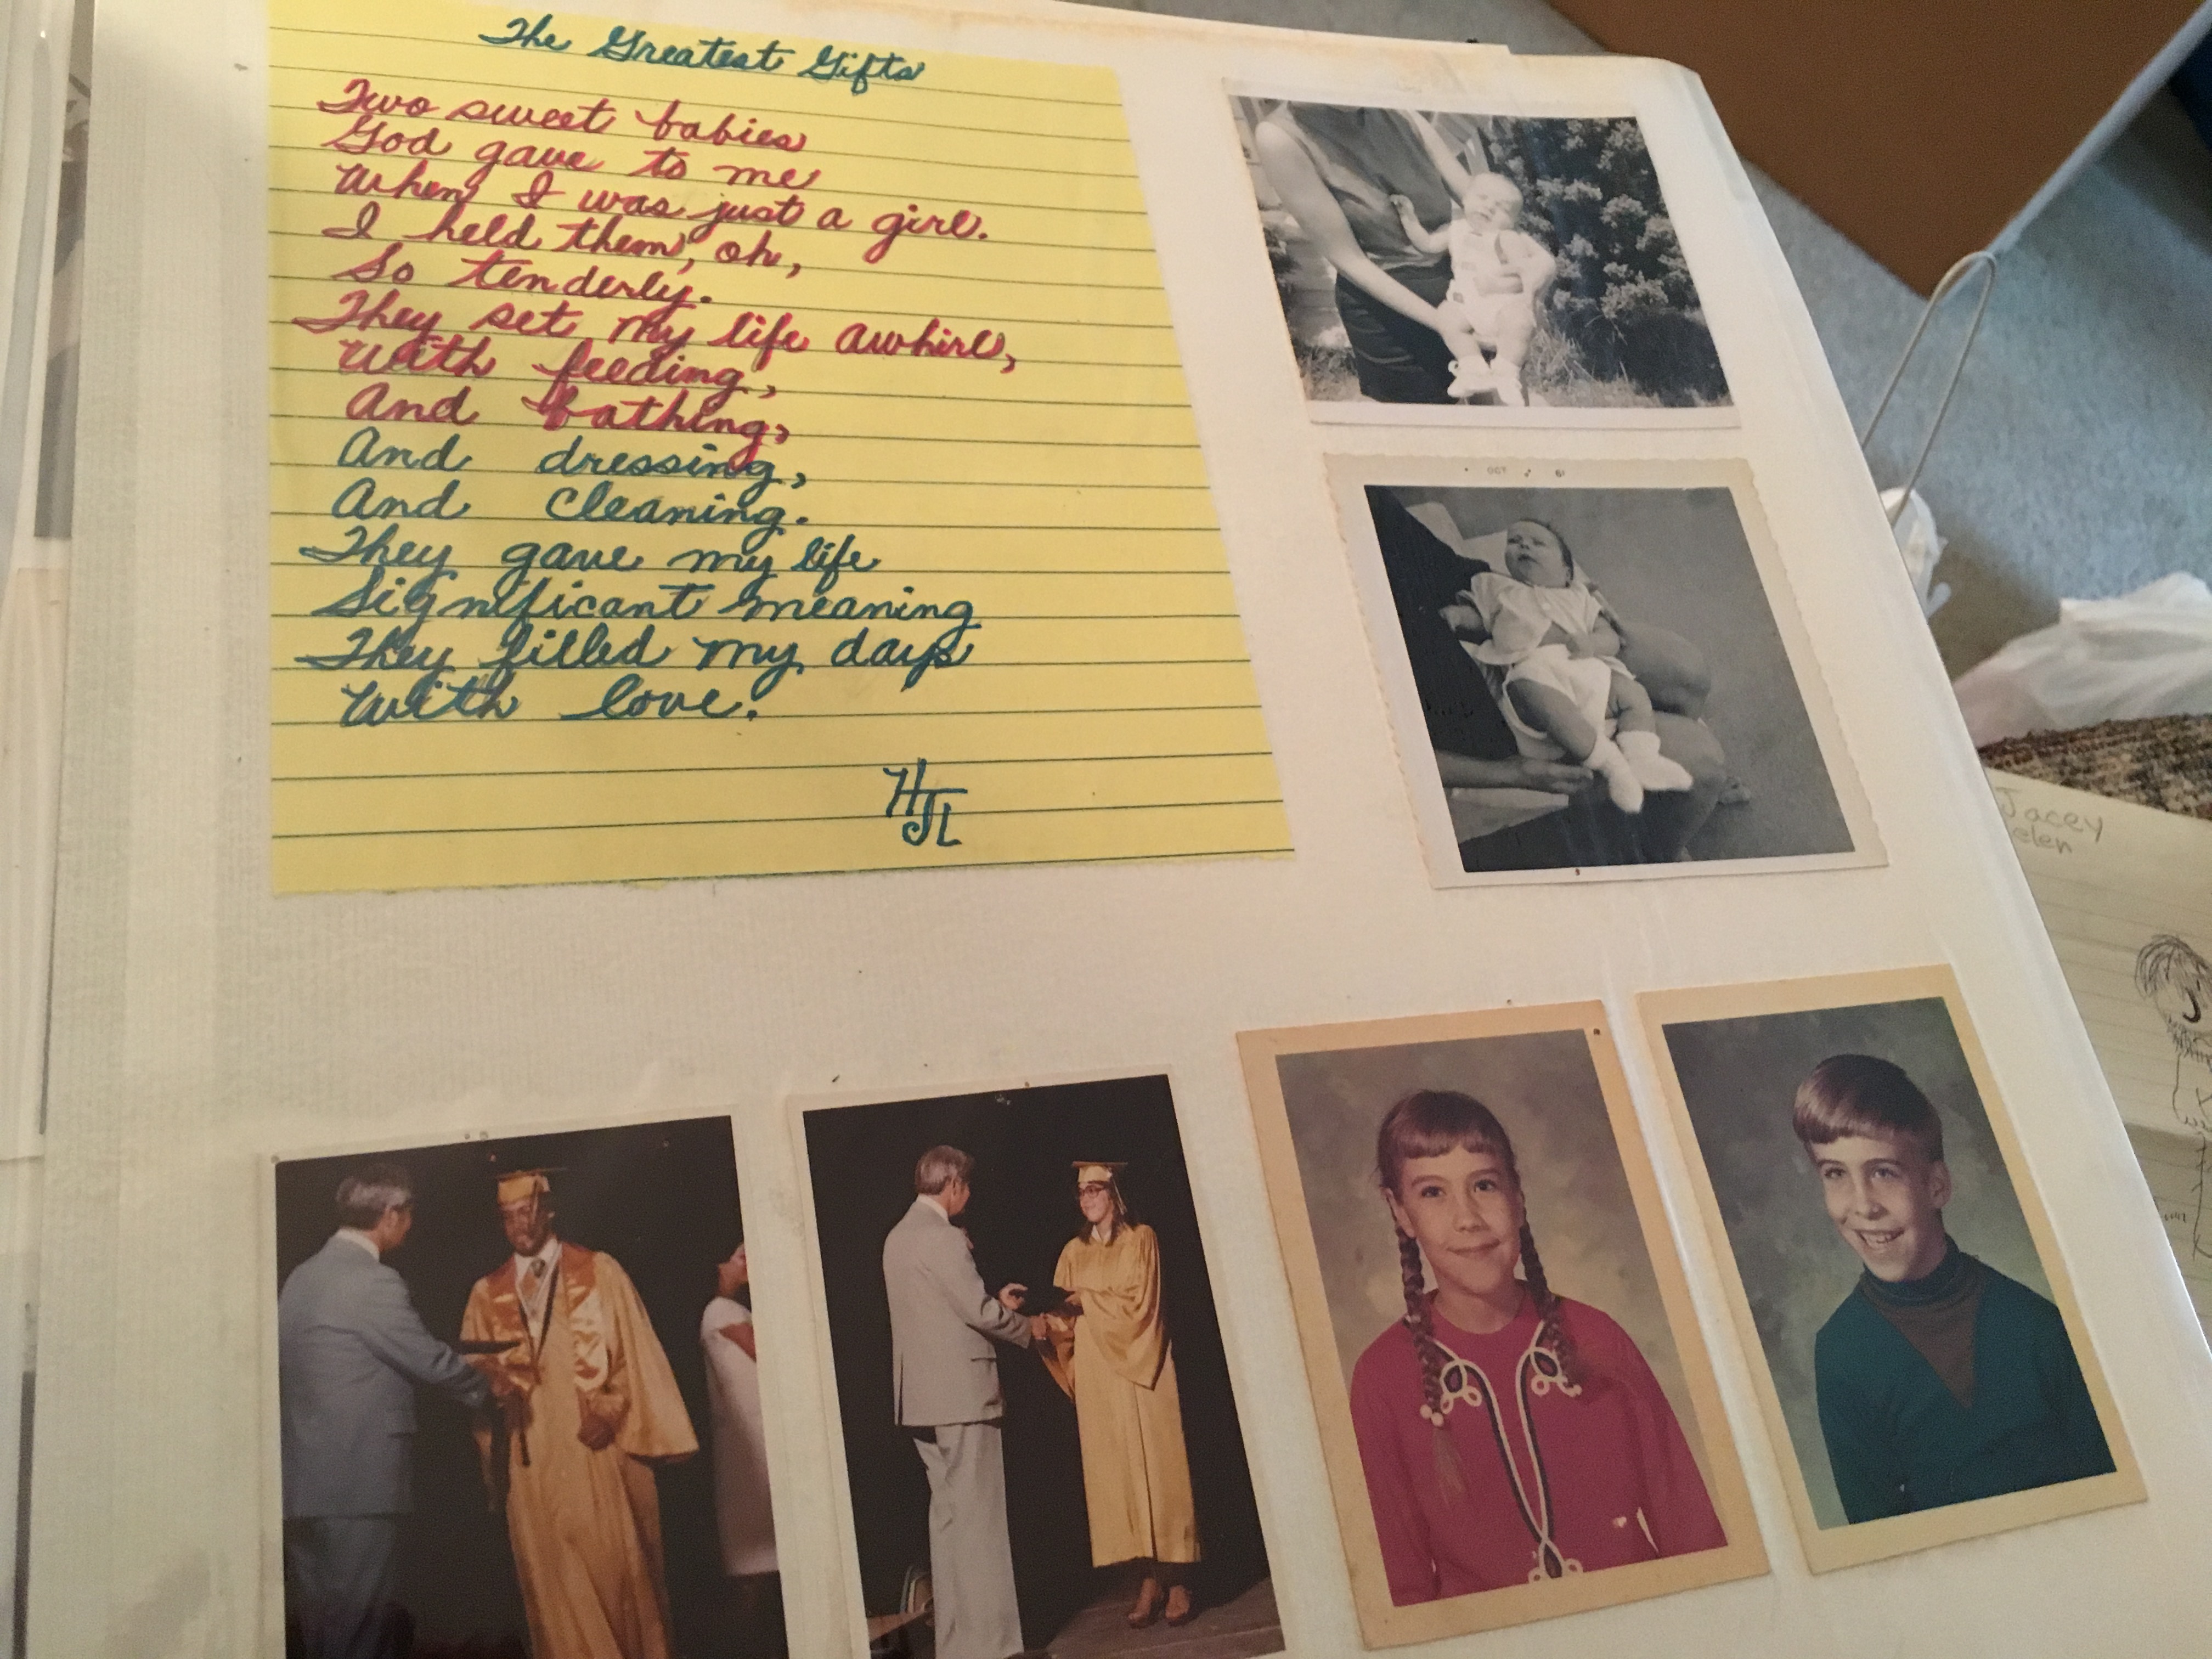 The Greatest Gifts
Two sweet babies
God gave to me
When I was just a girl.
I held them, oh,
So tenderly.
They set my life awhirl,
With feeding,
And bathing,
And dressing,
And cleaning.
They gave my life
Significant meaning
They filled my days
With love.
HJL
OCT 61
Jacey
elen